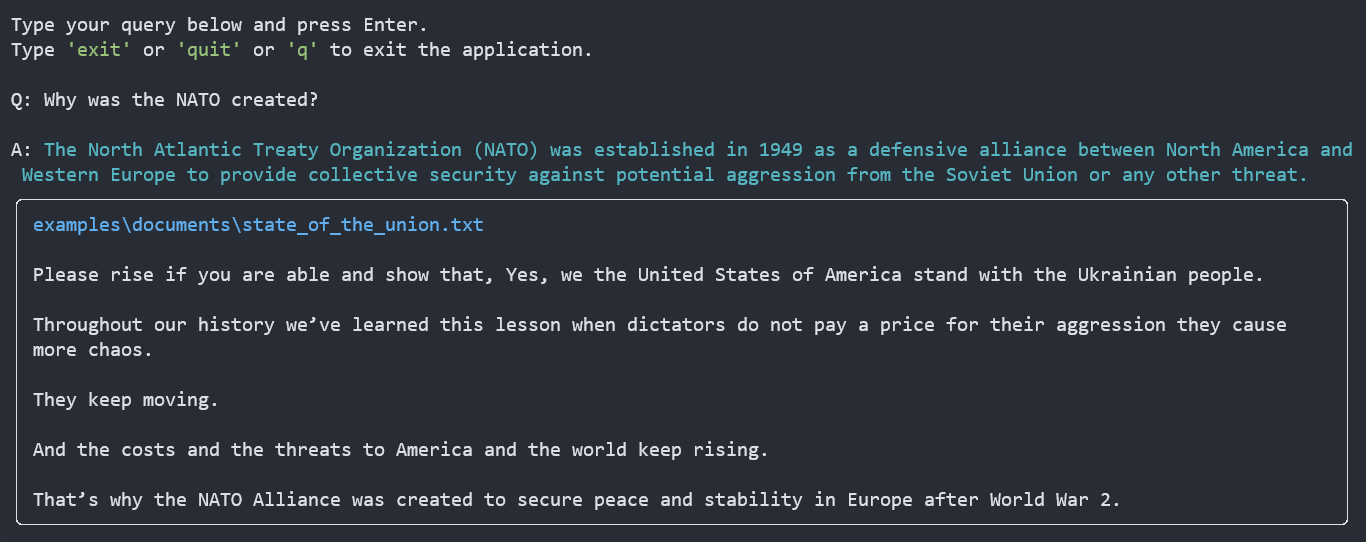 Type your query below and press Enter.
Type 'exit' or 'quit' or 'q' to exit the application.
Q: Why was the NATO created?
A: The North Atlantic Treaty Organization (NATO) was established in 1949 as a defensive alliance between North America and
Western Europe to provide collective security against potential aggression from the Soviet Union or any other threat.
examples\documents\state_of_the_union.txt
Please rise if you are able and show that, Yes, we the United States of America stand with the Ukrainian people.
Throughout our history we’ve learned this lesson when dictators do not pay a price for their aggression they cause
more chaos.
They keep moving.
And the costs and the threats to America and the world keep rising.
That’s why the NATO Alliance was created to secure peace and stability in Europe after World War 2.